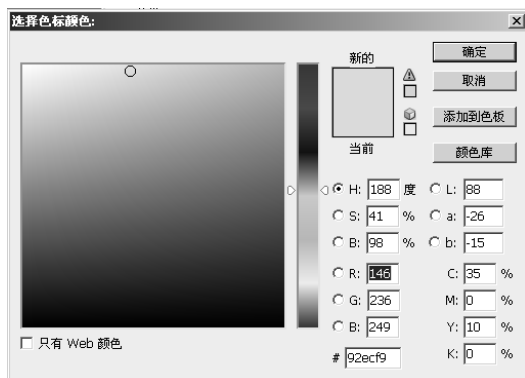 选择色标颜色:
新的
当前
确定
取消
添加到色板
颜色库
H: 188 度
L: 88
S: 41 %
a: -26
B: 98 %
b: -15
R: 146
C: 35 %
G: 236
M: 0 %
B: 249
Y: 10 %
# 92ecf9
K: 0 %
只有 Web 颜色